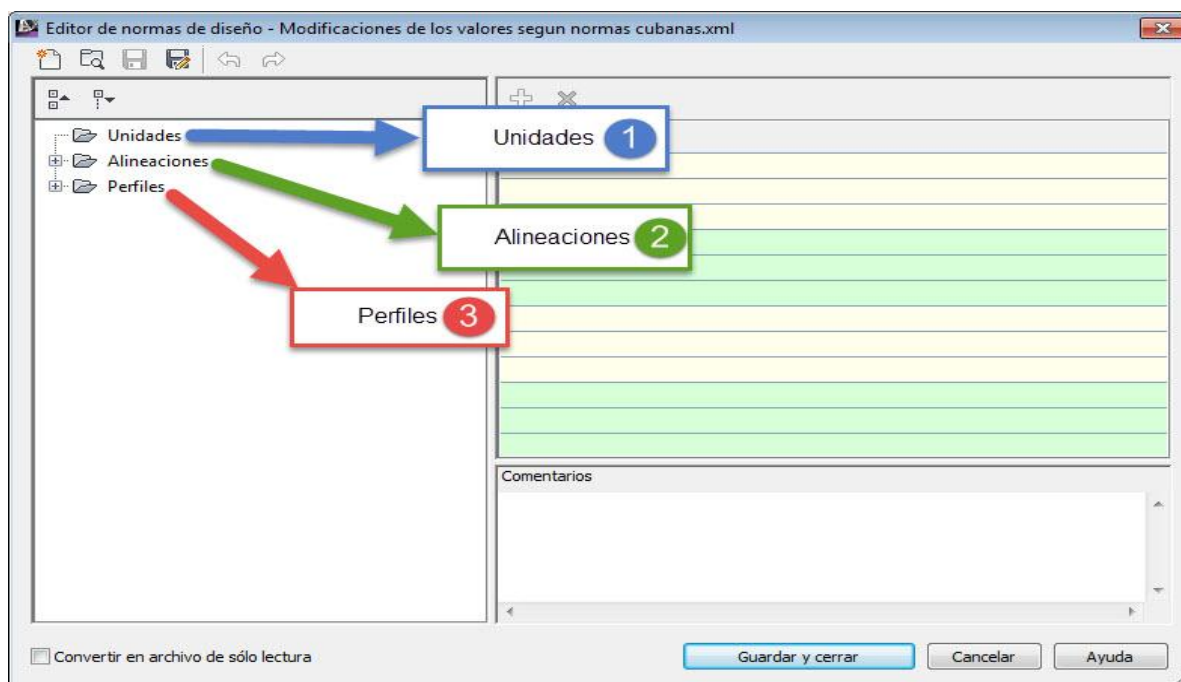 Editor de normas de diseño - Modificaciones de los valores segun normas cubanas.xml
Unidades
Alineaciones
Perfiles
Unidades 1
Alineaciones 2
Perfiles 3
Comentarios
Convertir en archivo de sólo lectura
Guardar y cerrar
Cancelar
Ayuda